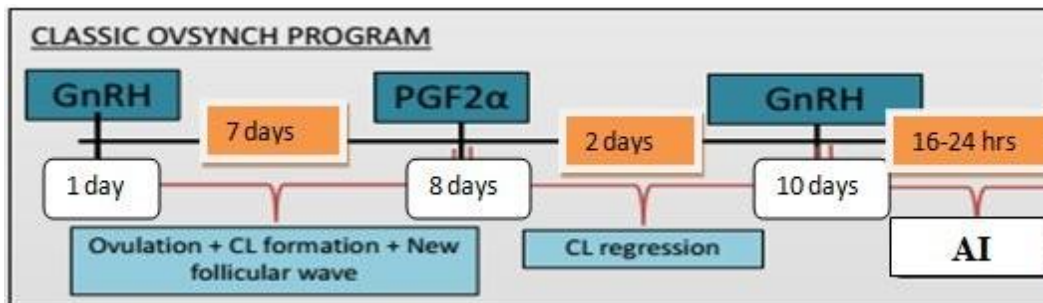 CLASSIC OVSYNCH PROGRAM
GnRH
PGF2α
GnRH
7 days
2 days
16-24 hrs
1 day
8 days
10 days
Ovulation + CL formation + New
follicular wave
CL regression
AI